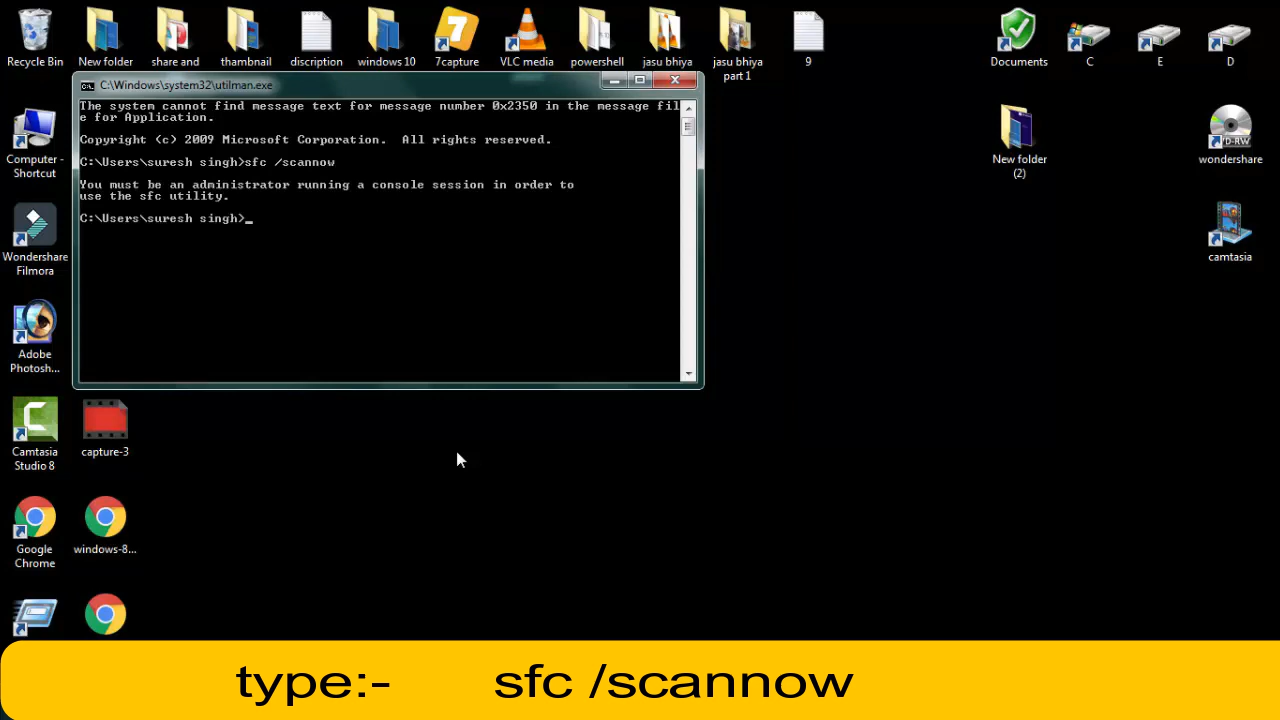 Recycle Bin
New folder
share and
thambnail
discription
windows 10
7capture
VLC media
powershell
jasu bhiya
jasu bhiya
part 1
9
Documents
C
E
D
C:\Windows\system32\utilman.exe
The system cannot find message text for message number 0x2350 in the message fil
e for Application.
Copyright (c) 2009 Microsoft Corporation.  All rights reserved.
C:\Users\suresh singh>sfc /scannow
You must be an administrator running a console session in order to
use the sfc utility.
C:\Users\suresh singh>_
Computer -
Shortcut
New folder
(2)
wondershare
Wondershare
Filmora
camtasia
Adobe
Photosh...
Camtasia
Studio 8
capture-3
Google
Chrome
windows-8...
type:- sfc /scannow